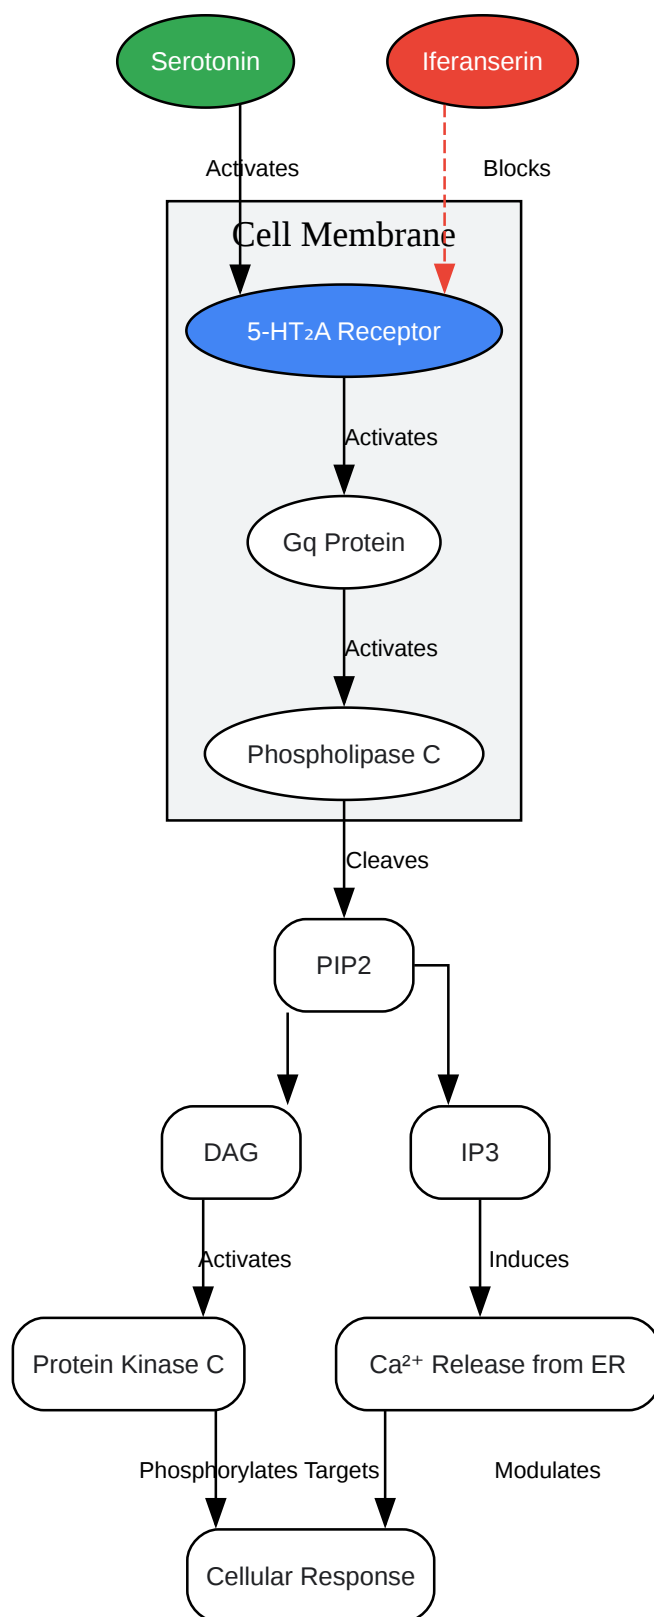 Serotonin
Iferanserin
Activates
Blocks
Cell Membrane
5-HT₂A Receptor
Activates
Gq Protein
Activates
Phospholipase C
Cleaves
PIP2
DAG
IP3
Activates
Induces
Protein Kinase C
Ca²⁺ Release from ER
Phosphorylates Targets
Modulates
Cellular Response